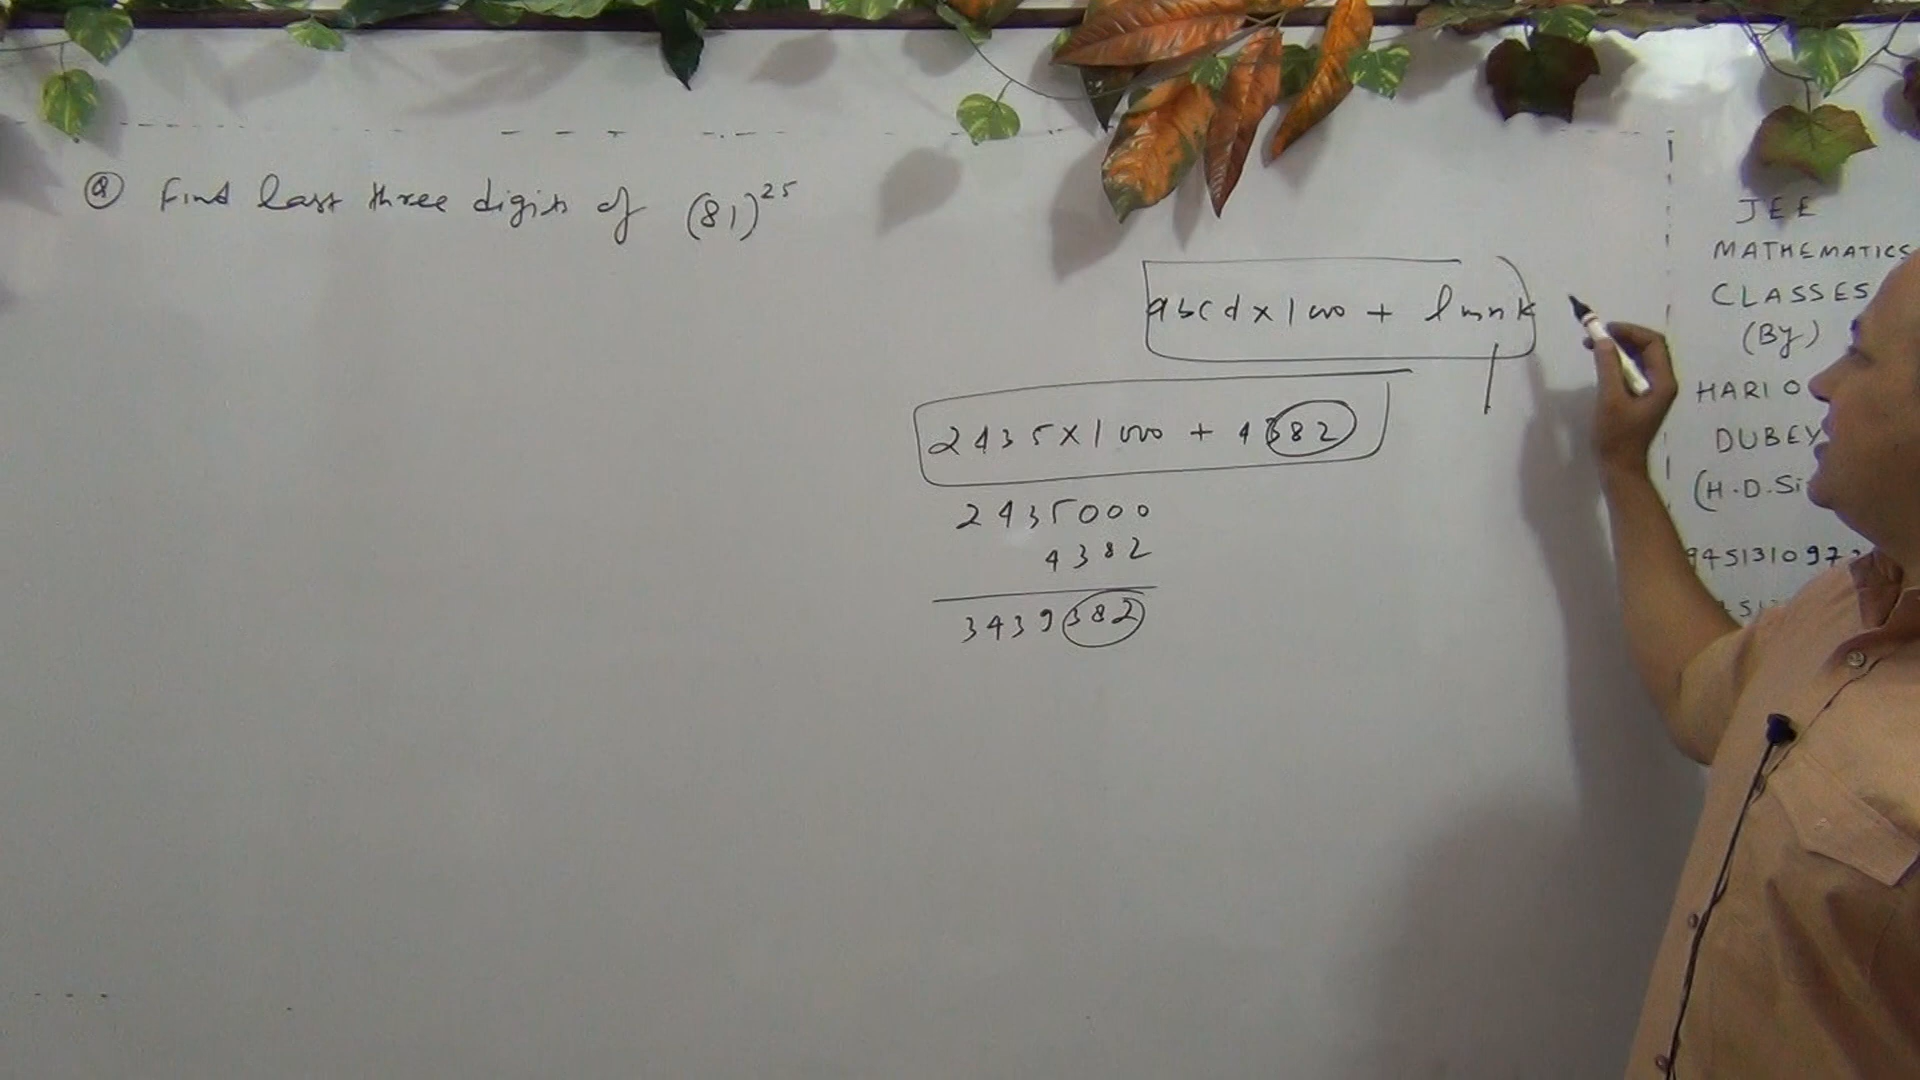 Q Find last three digits of (81)^25
abcd x 1000 + lmnk
2435 x 1000 + 4382
2435000
4382
3439382
JEE
MATHEMATICS
CLASSES
(By)
HARI O
DUBEY
(H.D.Si
945131097